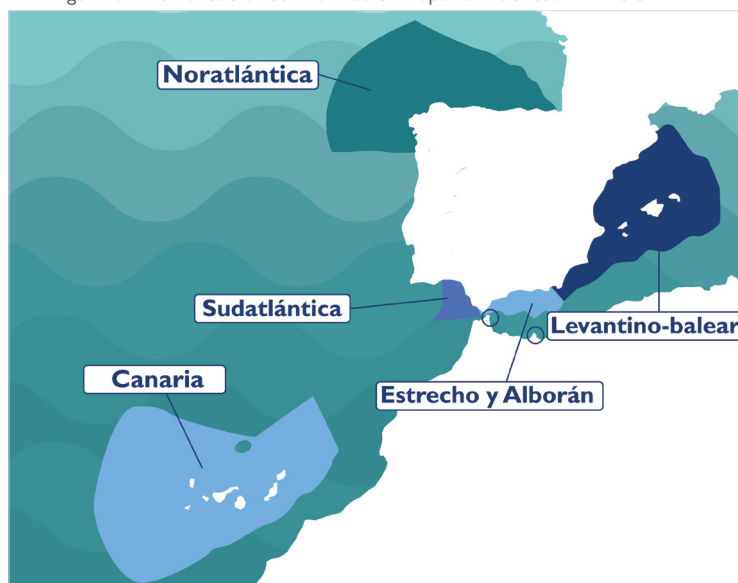 Noratlántica
Sudatlántica
Levantino-balear
Canaria
Estrecho y Alborán